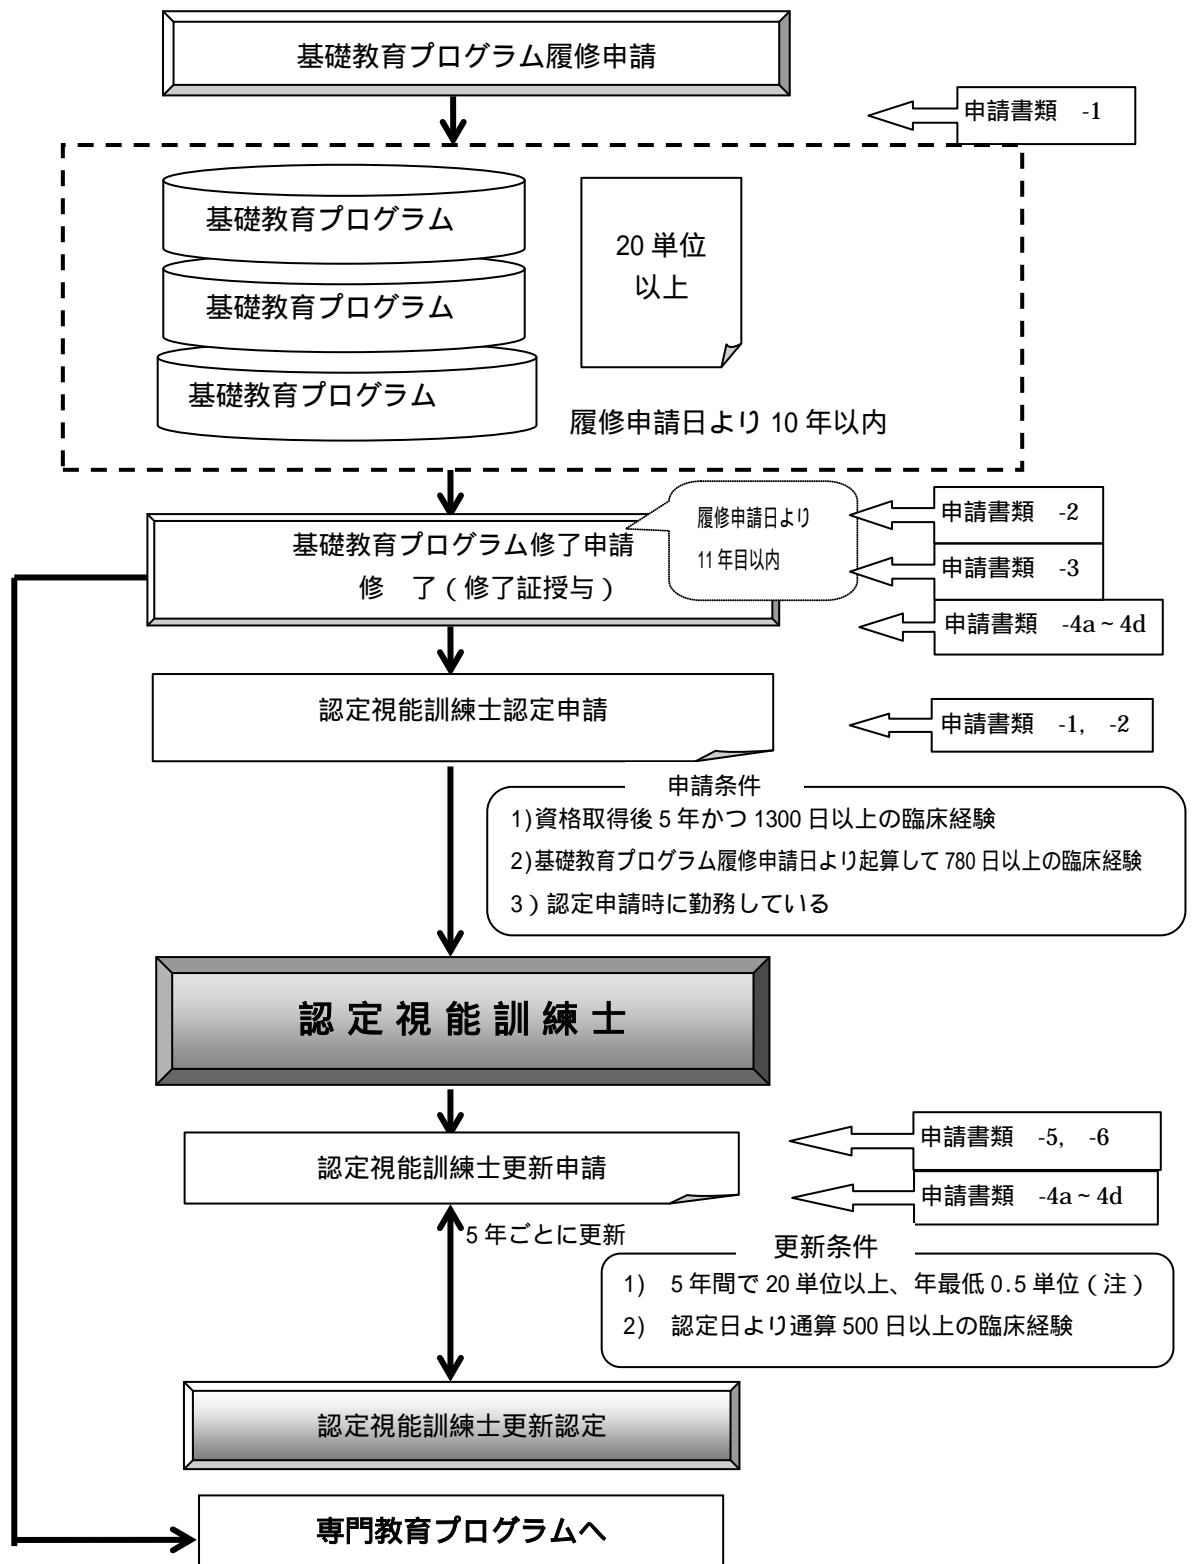 基礎教育プログラム履修申請
申請書類 -1
基礎教育プログラム
基礎教育プログラム
基礎教育プログラム
20 単位
以上
履修申請日より 10 年以内
基礎教育プログラム修了申請
修 了（修了証授与）
履修申請日より
11 年目以内
申請書類 -2
申請書類 -3
申請書類 -4a ~ 4d
認定視能訓練士認定申請
申請書類 -1, -2
申請条件
1)資格取得後 5 年かつ 1300 日以上の臨床経験
2)基礎教育プログラム履修申請日より起算して 780 日以上の臨床経験
3）認定申請時に勤務している
認定視能訓練士
認定視能訓練士更新申請
申請書類 -5, -6
申請書類 -4a ~ 4d
5 年ごとに更新
更新条件
1) 5 年間で 20 単位以上、年最低 0.5 単位（注）
2) 認定日より通算 500 日以上の臨床経験
認定視能訓練士更新認定
専門教育プログラムへ